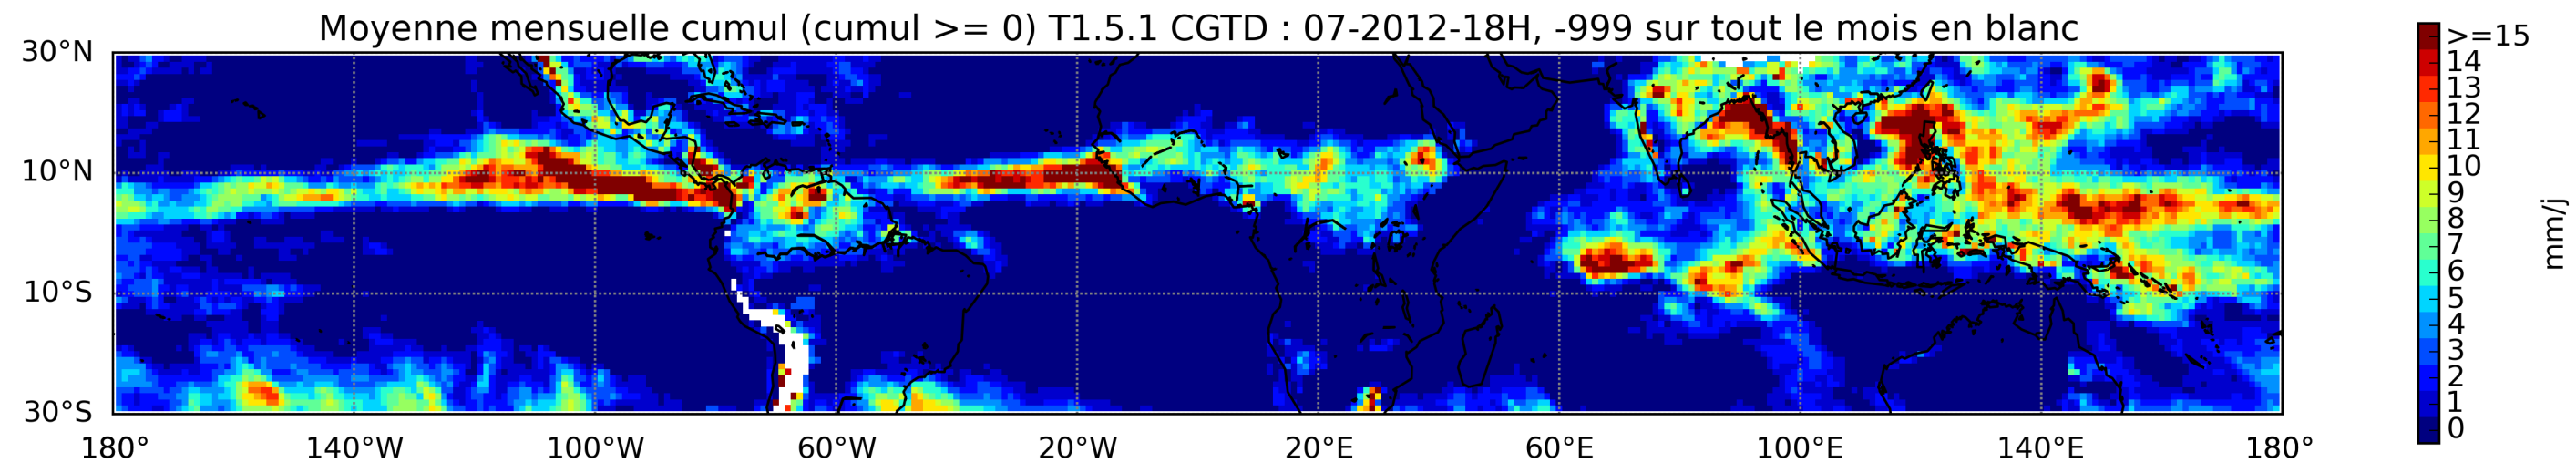 Moyenne mensuelle cumul (cumul >= 0) T1.5.1 CGTD : 07-2012-18H, -999 sur tout le mois en blanc
30°N
10°N
10°S
30°S
180°
140°W
100°W
60°W
20°W
20°E
60°E
100°E
140°E
180°
>=15
14
13
12
11
10
9
8
7
6
5
4
3
2
1
0
mm/j